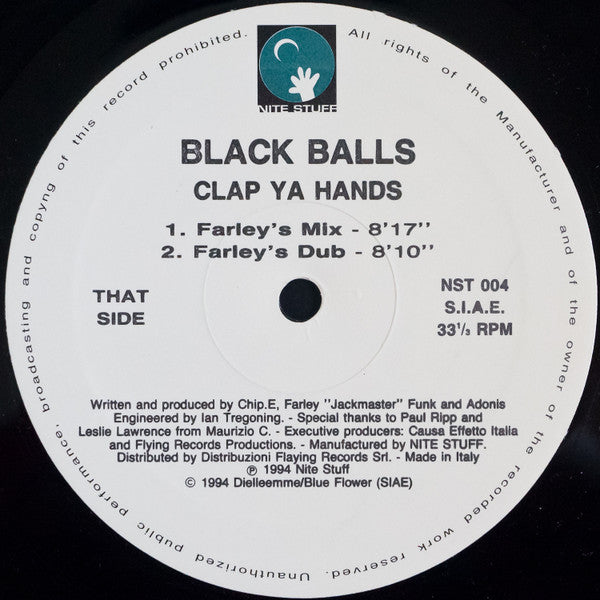 NITE STUFF
BLACK BALLS
CLAP YA HANDS
1. Farley's Mix - 8'17''
2. Farley's Dub - 8'10''
THAT
SIDE
NST 004
S.I.A.E.
33 1/3 RPM
Written and produced by Chip.E, Farley "Jackmaster" Funk and Adonis
Engineered by Ian Tregoning. - Special thanks to Paul Ripp and
Leslie Lawrence from Maurizio C. - Executive producers: Causa Effetto Italia
and Flying Records Productions. - Manufactured by NITE STUFF.
Distributed by Distribuzioni Flaying Records Srl. - Made in Italy
℗ 1994 Nite Stuff
© 1994 Dielleemme/Blue Flower (SIAE)
All rights of the Manufacturer and of the owner of the recorded work reserved. Unauthorized public performance, broadcasting and copyng of this record prohibited.